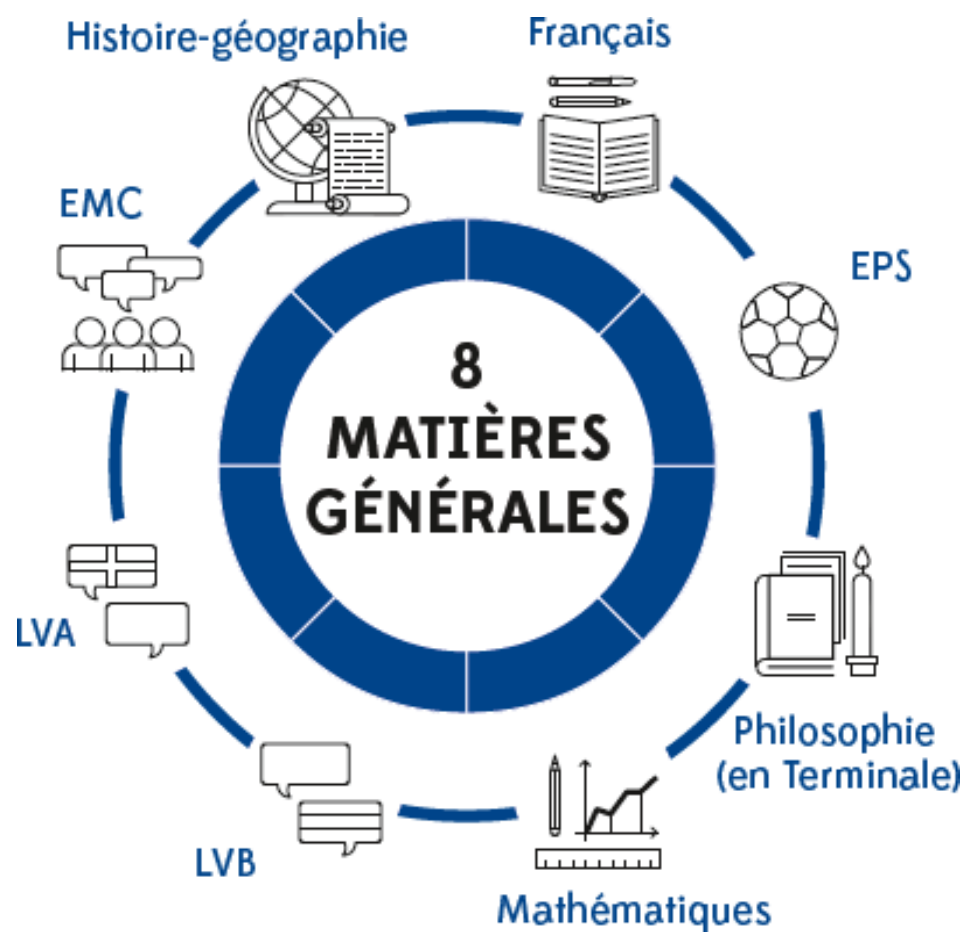 Histoire-géographie
Français
EMC
EPS
8
MATIÈRES
GÉNÉRALES
LVA
Philosophie
(en Terminale)
LVB
Mathématiques